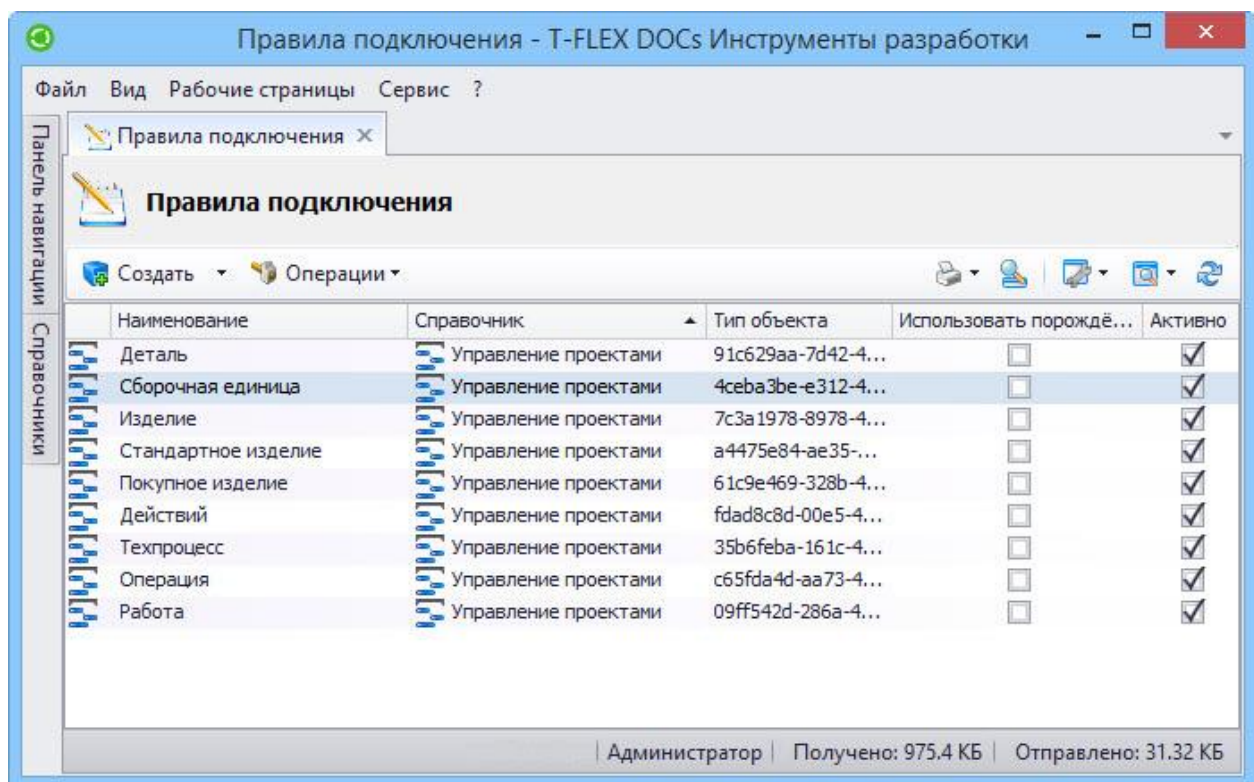 Правила подключения - T-FLEX DOCs Инструменты разработки
Файл Вид Рабочие страницы Сервис ?
Панель навигации
Справочники
Правила подключения
Правила подключения
Создать Операции
Наименование Справочник Тип объекта Использовать порождё... Активно
Деталь Управление проектами 91c629aa-7d42-4...
Сборочная единица Управление проектами 4ceba3be-e312-4...
Изделие Управление проектами 7c3a1978-8978-4...
Стандартное изделие Управление проектами a4475e84-ae35-...
Покупное изделие Управление проектами 61c9e469-328b-4...
Действий Управление проектами fdad8c8d-00e5-4...
Техпроцесс Управление проектами 35b6feba-161c-4...
Операция Управление проектами c65fda4d-aa73-4...
Работа Управление проектами 09ff542d-286a-4...
Администратор Получено: 975.4 КБ Отправлено: 31.32 КБ